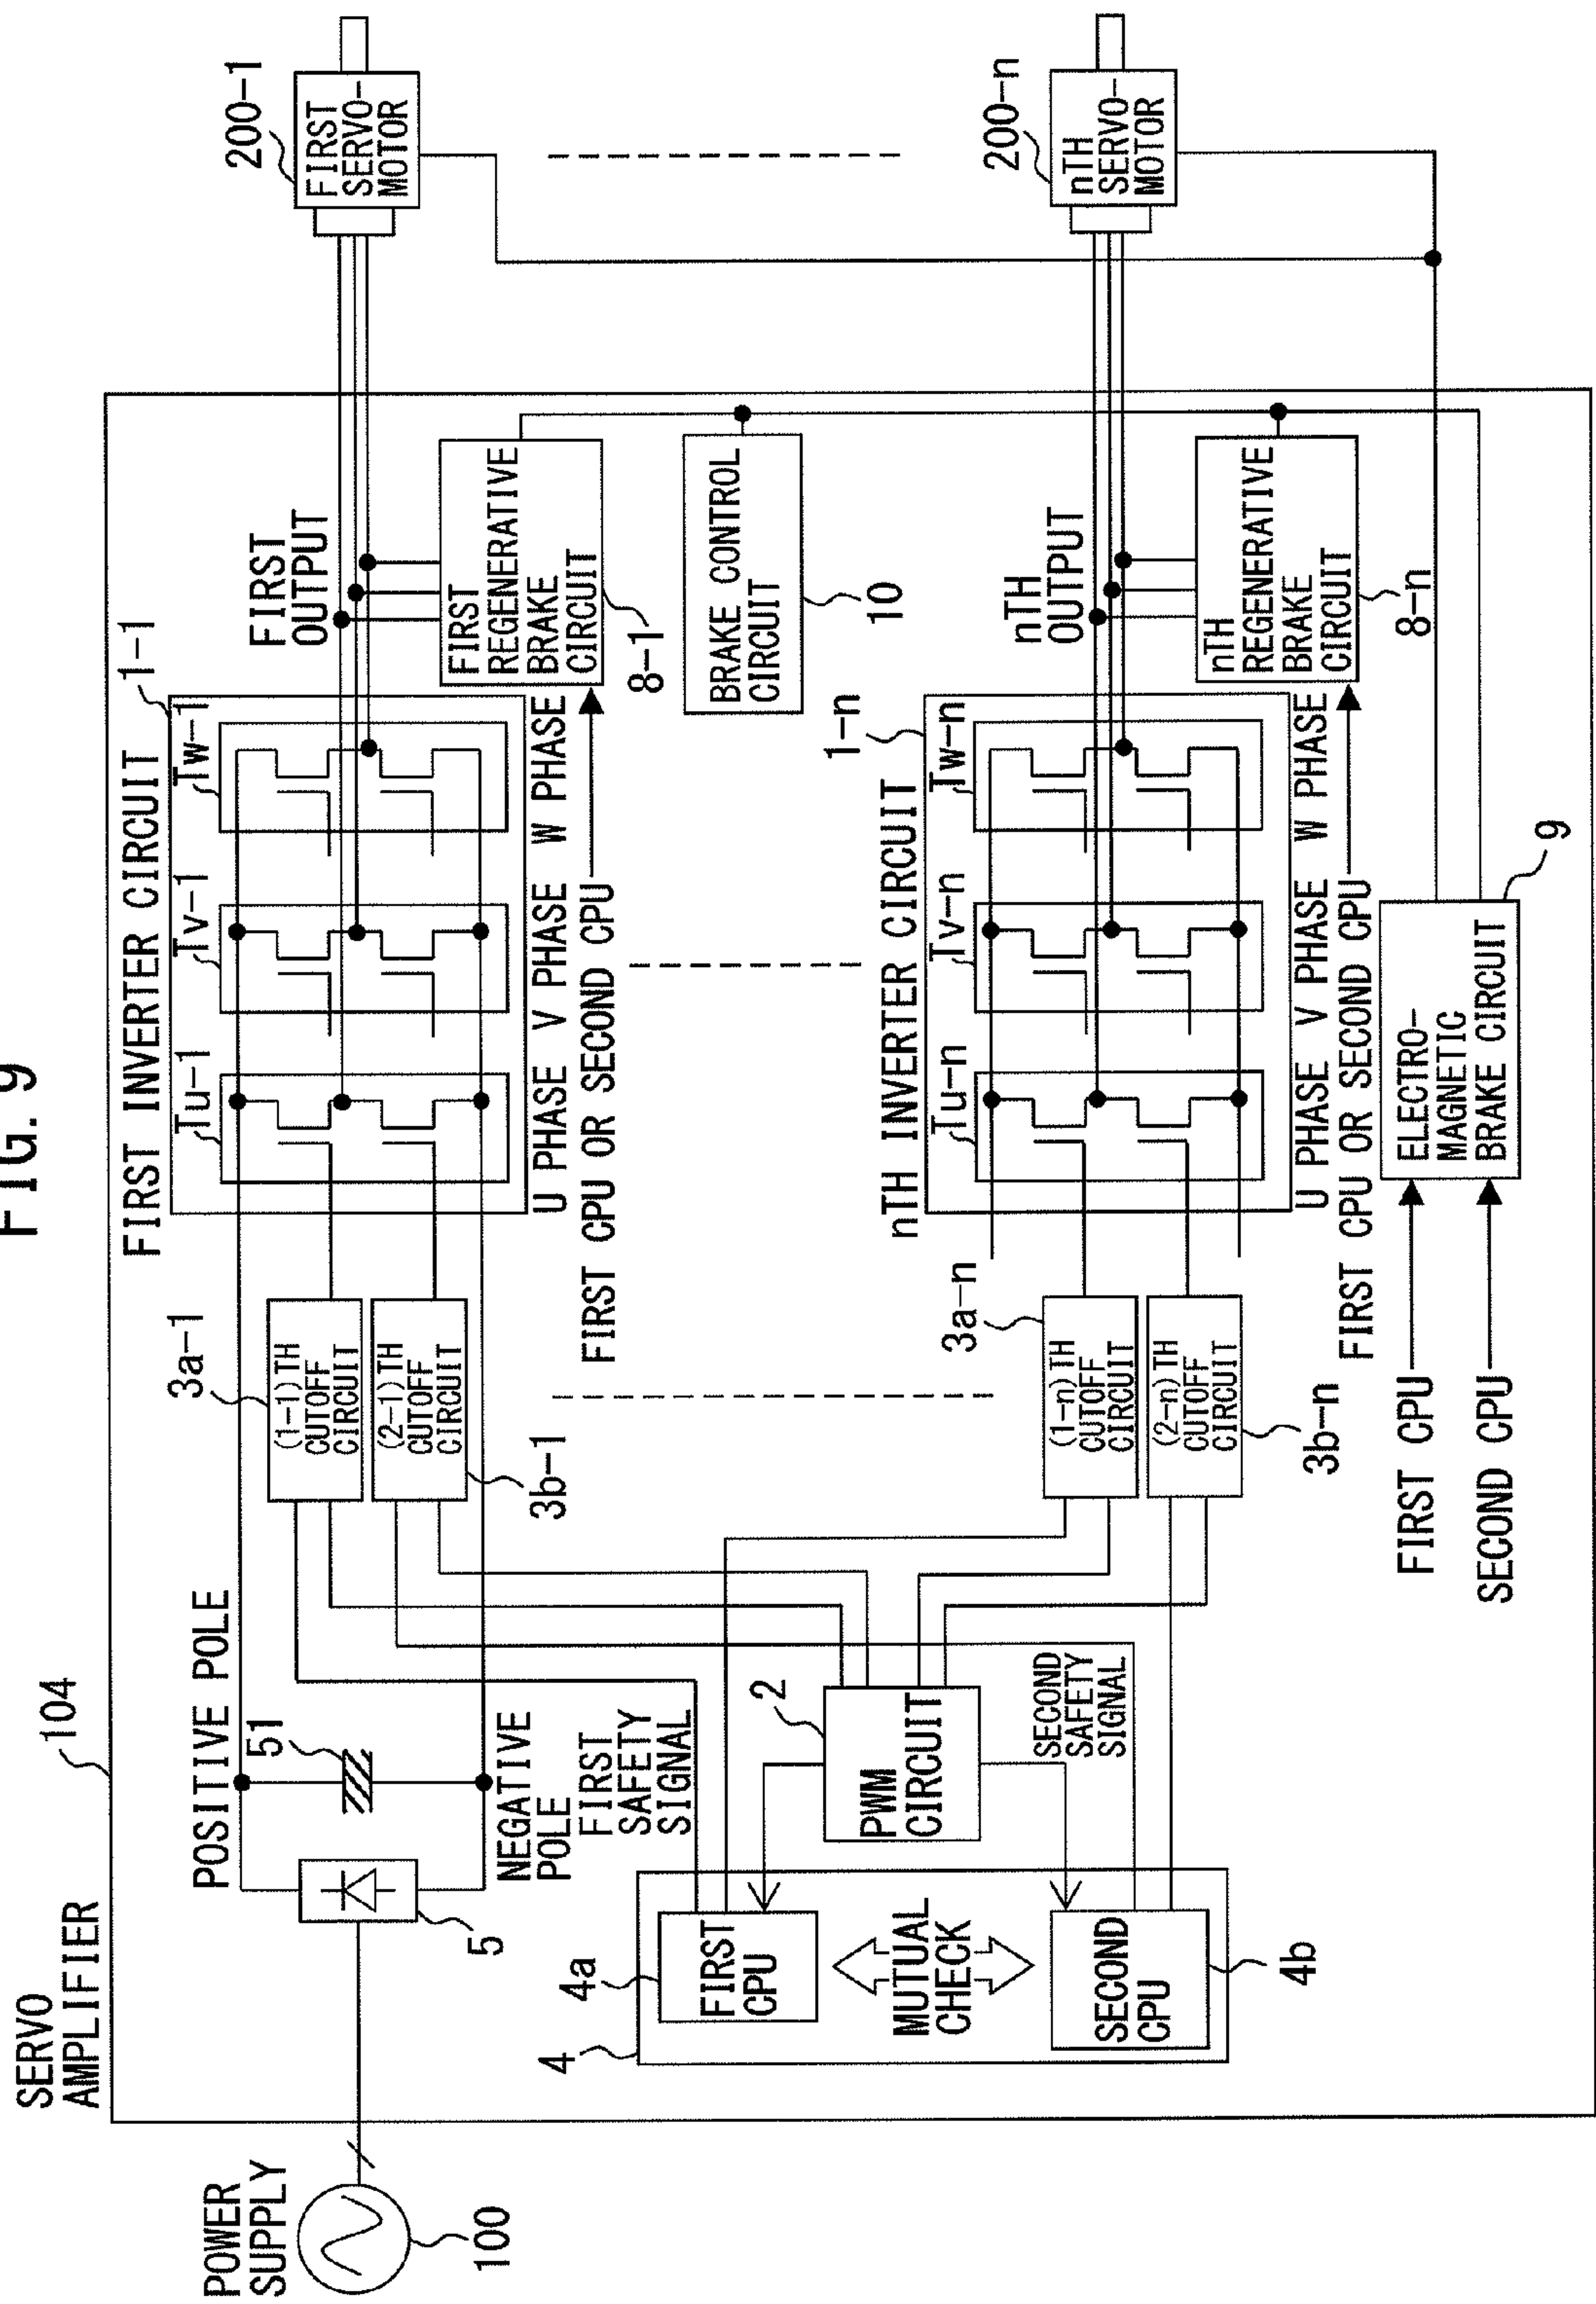 FIG. 9
SERVO
AMPLIFIER
104
POWER
SUPPLY
100
5
POSITIVE POLE
51
NEGATIVE
POLE
FIRST
SAFETY
SIGNAL
4
4a
FIRST
CPU
MUTUAL
CHECK
SECOND
CPU
4b
2
PWM
CIRCUIT
SECOND
SAFETY
SIGNAL
3a-1
(1-1)TH
CUTOFF
CIRCUIT
(2-1)TH
CUTOFF
CIRCUIT
3b-1
3a-n
(1-n)TH
CUTOFF
CIRCUIT
(2-n)TH
CUTOFF
CIRCUIT
3b-n
FIRST INVERTER CIRCUIT
1-1
Tu-1
Tv-1
Tw-1
U PHASE V PHASE W PHASE
FIRST CPU OR SECOND CPU
FIRST
OUTPUT
FIRST
REGENERATIVE
BRAKE
CIRCUIT
8-1
BRAKE CONTROL
CIRCUIT
10
nTH INVERTER CIRCUIT
1-n
Tu-n
Tv-n
Tw-n
U PHASE V PHASE W PHASE
FIRST CPU OR SECOND CPU
nTH
OUTPUT
nTH
REGENERATIVE
BRAKE
CIRCUIT
8-n
FIRST CPU
SECOND CPU
ELECTRO-
MAGNETIC
BRAKE CIRCUIT
9
200-1
FIRST
SERVO-
MOTOR
200-n
nTH
SERVO-
MOTOR